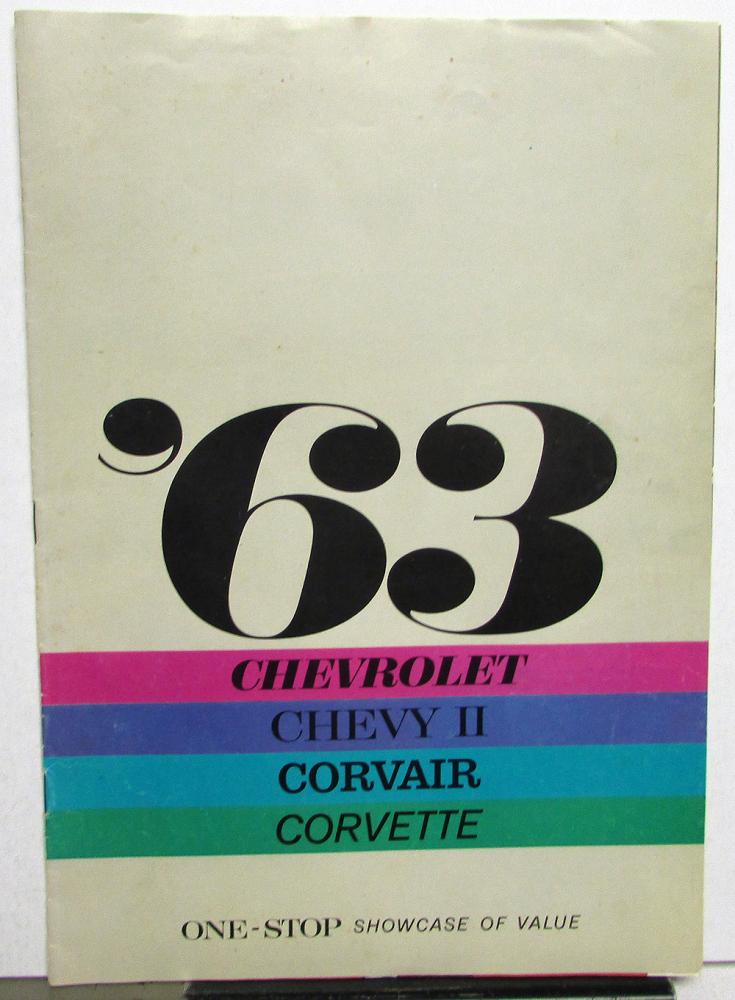 ’63
CHEVROLET
CHEVY II
CORVAIR
CORVETTE
ONE-STOP SHOWCASE OF VALUE